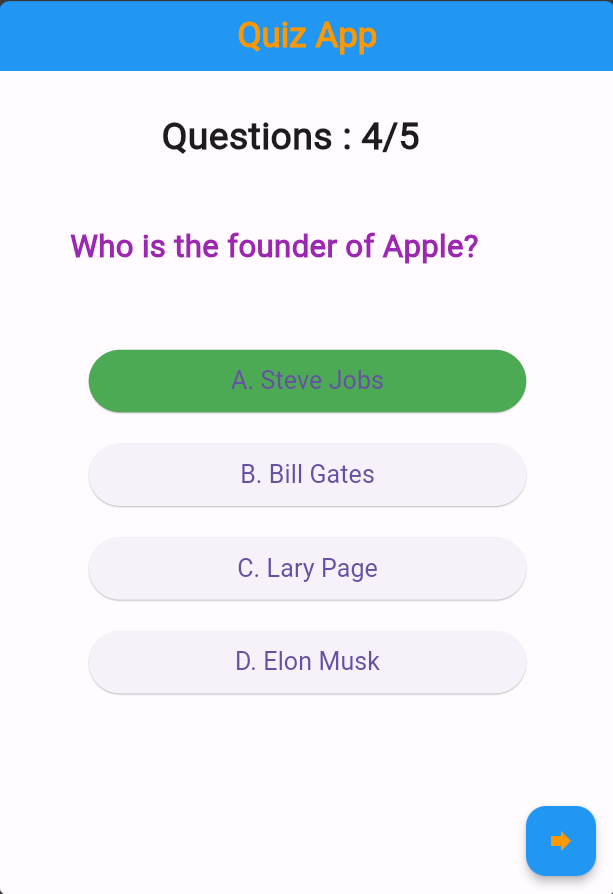 Quiz App
Questions : 4/5
Who is the founder of Apple?
A. Steve Jobs
B. Bill Gates
C. Lary Page
D. Elon Musk